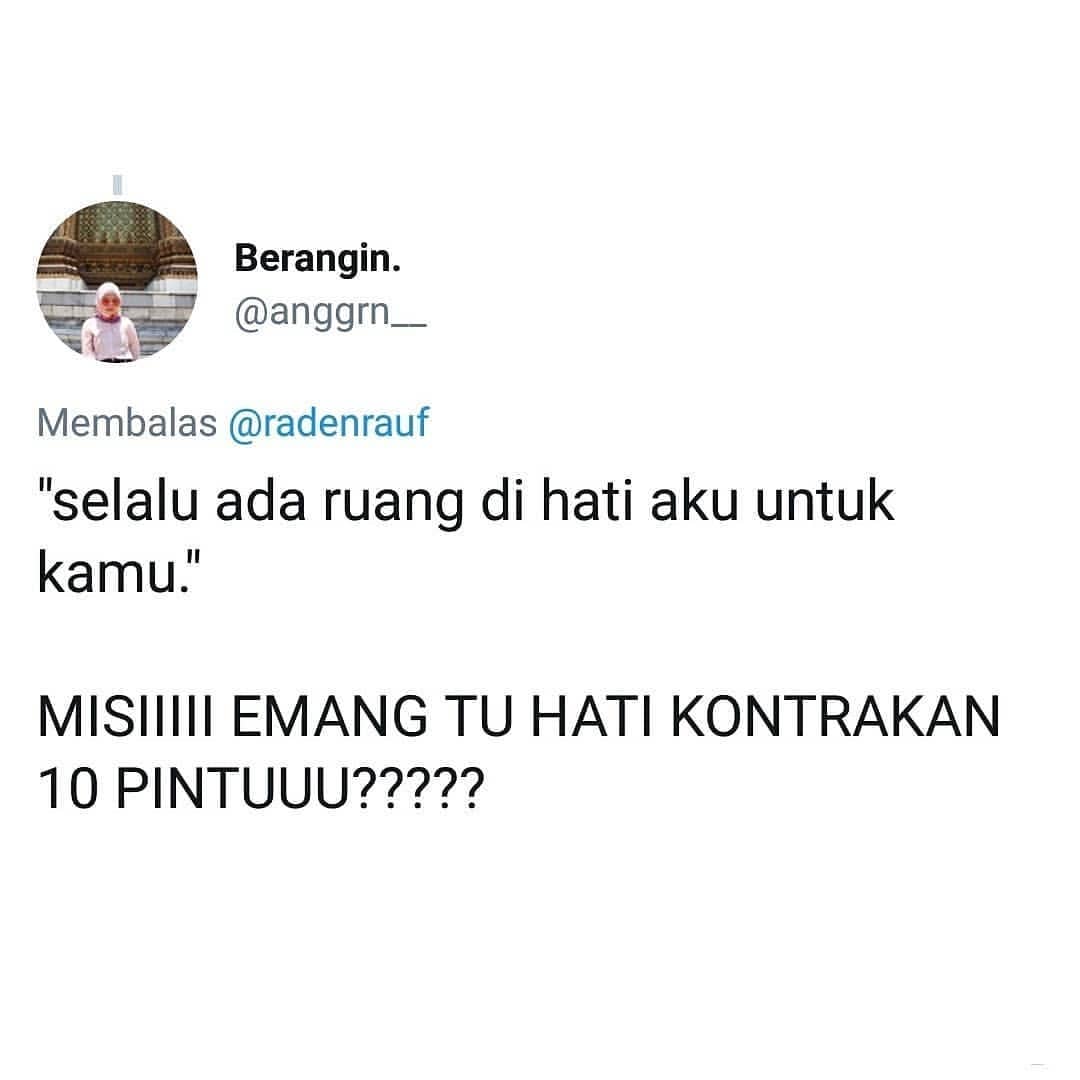 Berangin.
@anggrn__
Membalas @radenrauf
"selalu ada ruang di hati aku untuk
kamu."
MISIIIII EMANG TU HATI KONTRAKAN
10 PINTUUU?????